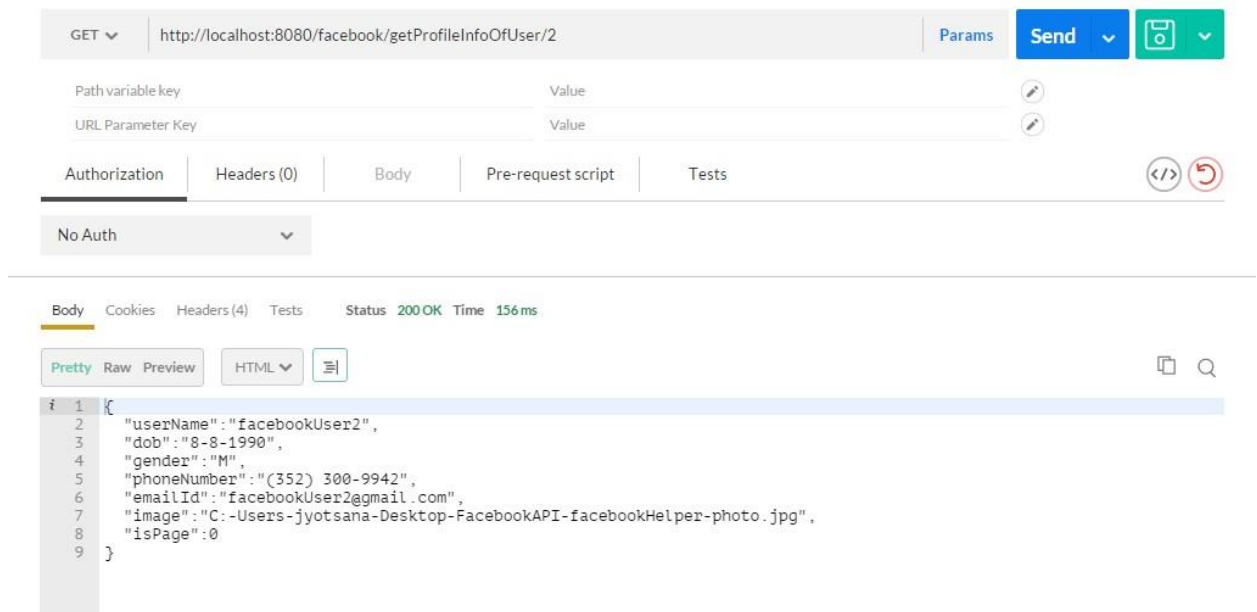 GET http://localhost:8080/facebook/getProfileInfoOfUser/2 Params Send
Path variable key Value
URL Parameter Key Value
Authorization Headers (0) Body Pre-request script Tests
</>
No Auth
Body Cookies Headers (4) Tests Status 200 OK Time 156 ms
Pretty Raw Preview HTML
i 1 {
2 "userName":"facebookUser2",
3 "dob":"8-8-1990",
4 "gender":"M",
5 "phoneNumber":"(352) 300-9942",
6 "emailId":"facebookUser2@gmail.com",
7 "image":"C:-Users-jyotsana-Desktop-FacebookAPI-facebookHelper-photo.jpg",
8 "isPage":0
9 }